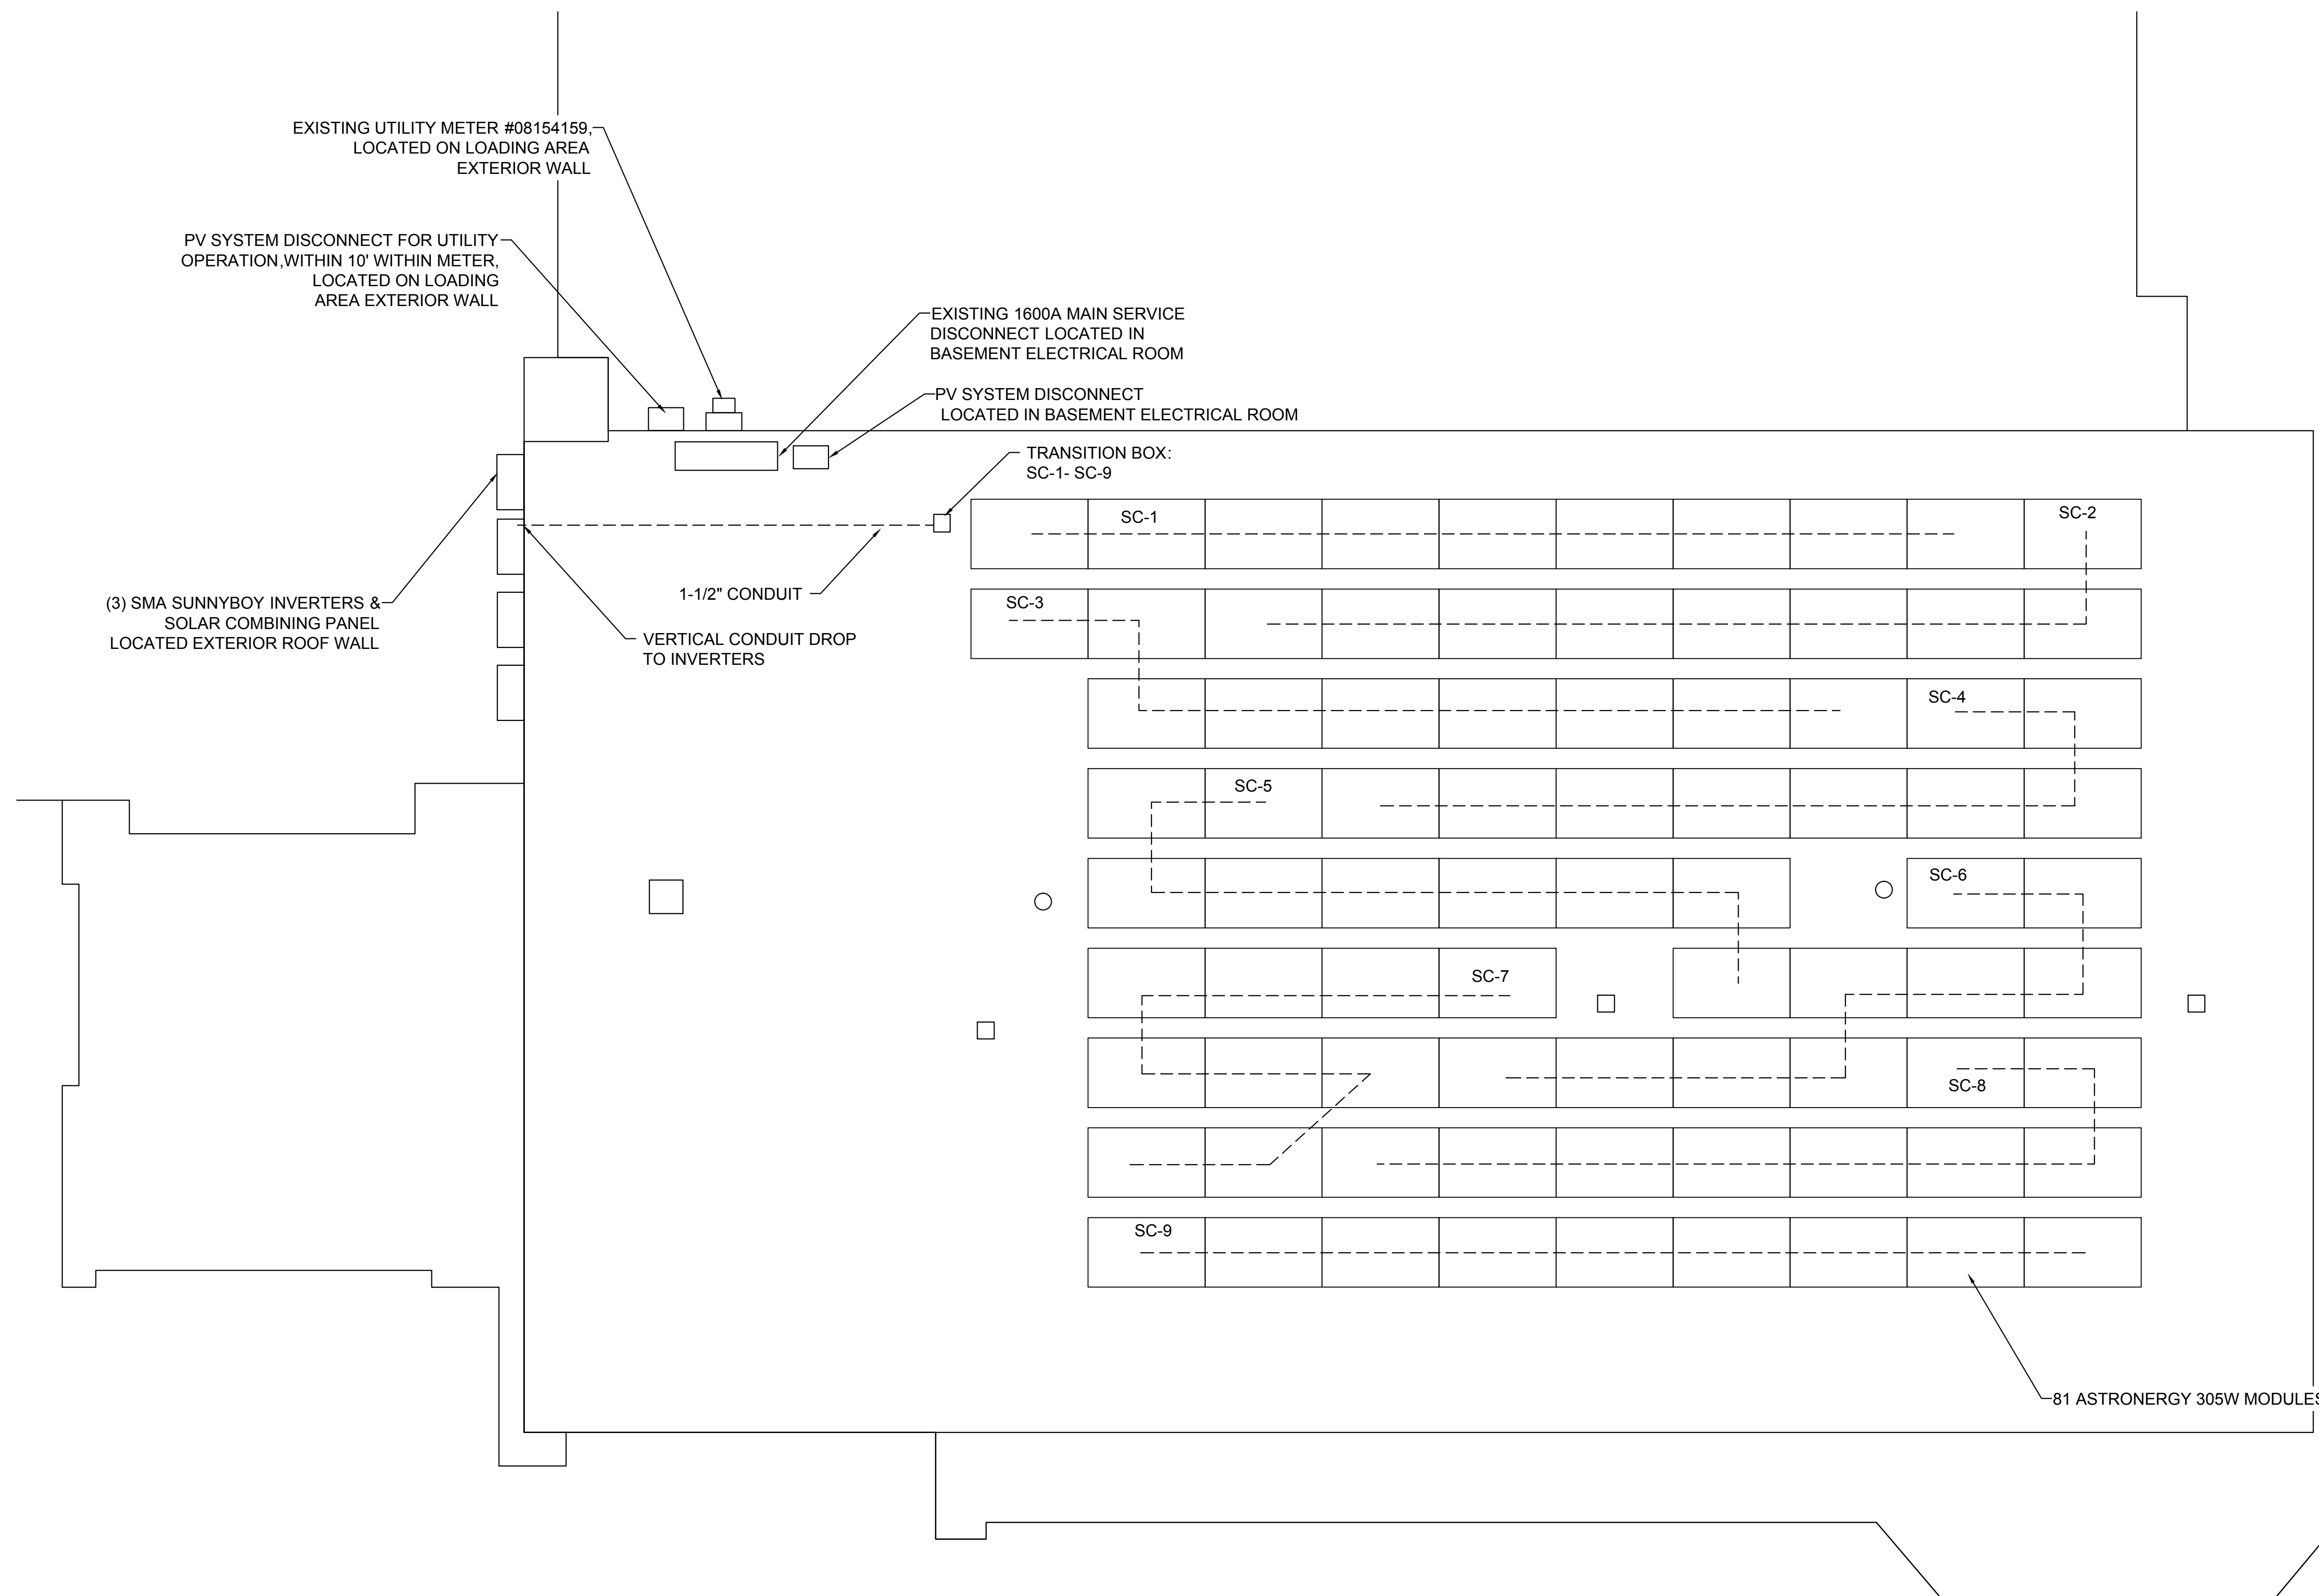 EXISTING UTILITY METER #08154159,
LOCATED ON LOADING AREA
EXTERIOR WALL
PV SYSTEM DISCONNECT FOR UTILITY
OPERATION,WITHIN 10' WITHIN METER,
LOCATED ON LOADING
AREA EXTERIOR WALL
EXISTING 1600A MAIN SERVICE
DISCONNECT LOCATED IN
BASEMENT ELECTRICAL ROOM
PV SYSTEM DISCONNECT
LOCATED IN BASEMENT ELECTRICAL ROOM
TRANSITION BOX:
SC-1- SC-9
SC-1
SC-2
(3) SMA SUNNYBOY INVERTERS &
SOLAR COMBINING PANEL
LOCATED EXTERIOR ROOF WALL
1-1/2" CONDUIT
VERTICAL CONDUIT DROP
TO INVERTERS
SC-3
SC-4
SC-5
SC-6
SC-7
SC-8
SC-9
81 ASTRONERGY 305W MODULES